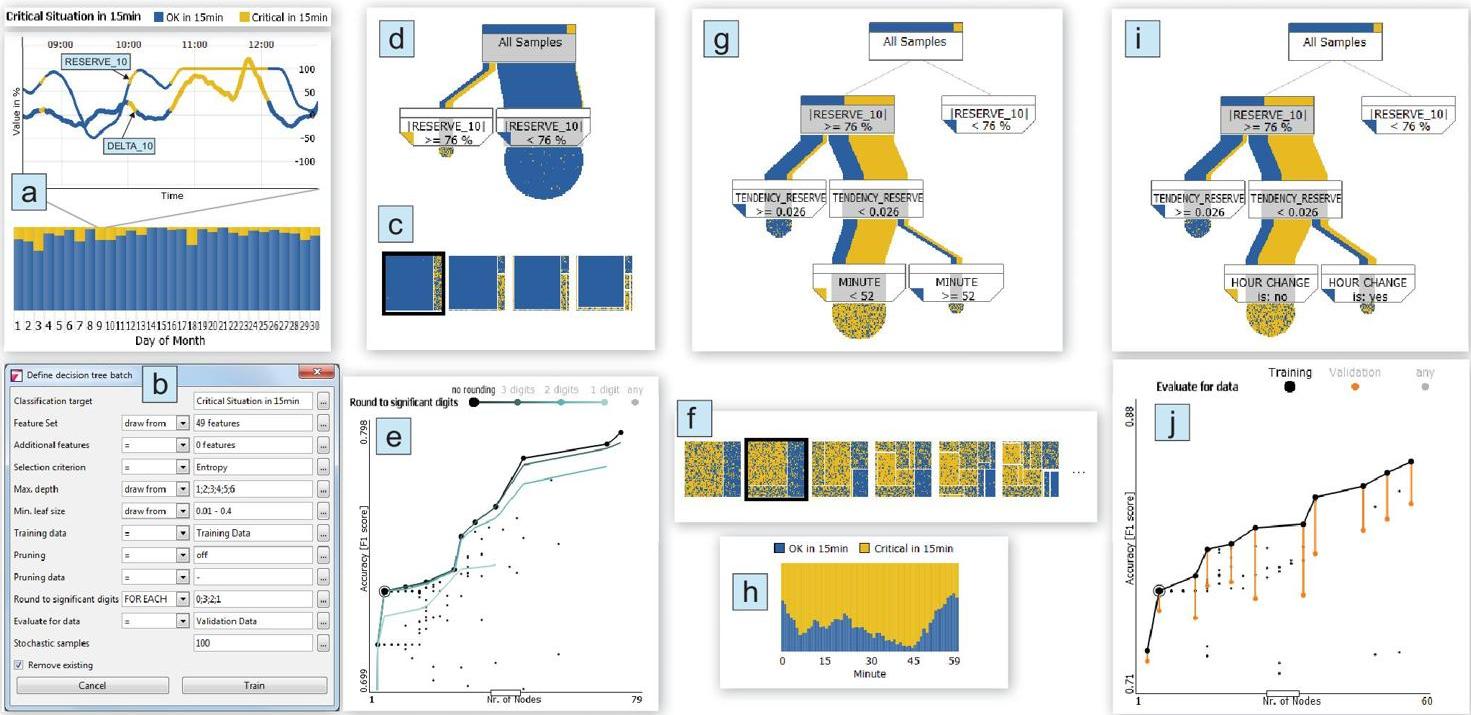 Critical Situation in 15min OK in 15min Critical in 15min
09:00 10:00 11:00 12:00
RESERVE_10
DELTA_10
Value in %
100
50
0
-50
-100
Time
a
1 2 3 4 5 6 7 8 9 10 11 12 13 14 15 16 17 18 19 20 21 22 23 24 25 26 27 28 29 30
Day of Month
Define decision tree batch
b
Classification target Critical Situation in 15min ...
Feature Set draw from 49 features ...
Additional features = 0 features ...
Selection criterion = Entropy ...
Max. depth draw from 1;2;3;4;5;6 ...
Min. leaf size draw from 0.01 - 0.4 ...
Training data = Training Data ...
Pruning = off ...
Pruning data = - ...
Round to significant digits FOR EACH 0;3;2;1 ...
Evaluate for data = Validation Data ...
Stochastic samples 100 ...
Remove existing
Cancel Train
d
All Samples
|RESERVE_10|
>= 76 %
|RESERVE_10|
< 76 %
c
no rounding 3 digits 2 digits 1 digit any
Round to significant digits
e
0.798
Accuracy [F1 score]
0.699
1 Nr. of Nodes 79
g
All Samples
|RESERVE_10|
>= 76 %
|RESERVE_10|
< 76 %
TENDENCY_RESERVE
>= 0.026
TENDENCY_RESERVE
< 0.026
MINUTE
< 52
MINUTE
>= 52
f
...
OK in 15min Critical in 15min
h
0 15 30 45 59
Minute
i
All Samples
|RESERVE_10|
>= 76 %
|RESERVE_10|
< 76 %
TENDENCY_RESERVE
>= 0.026
TENDENCY_RESERVE
< 0.026
HOUR CHANGE
is: no
HOUR CHANGE
is: yes
Training Validation any
Evaluate for data
j
0.88
Accuracy [F1 score]
0.71
1 Nr. of Nodes 60